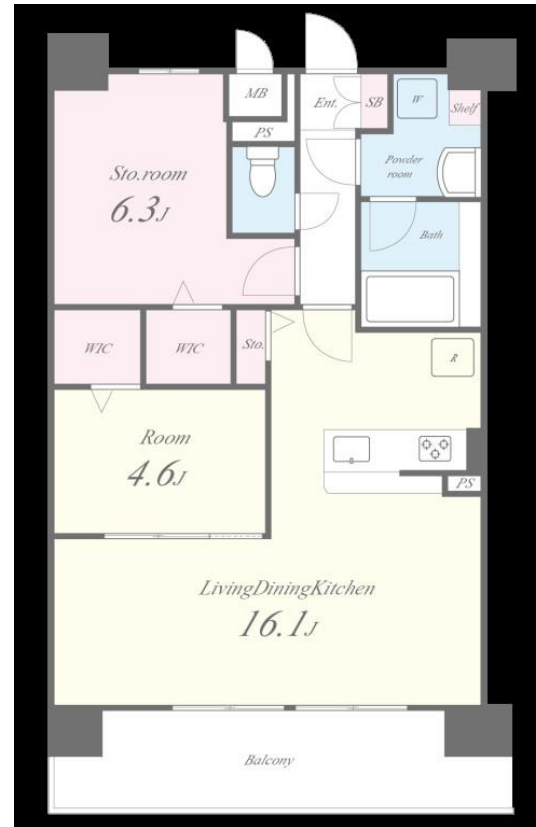 MB
Ent.
SB
W
Shelf
PS
Powder
room
Sto.room
6.3J
Bath
WIC
WIC
Sto.
R
Room
4.6J
PS
LivingDiningKitchen
16.1J
Balcony